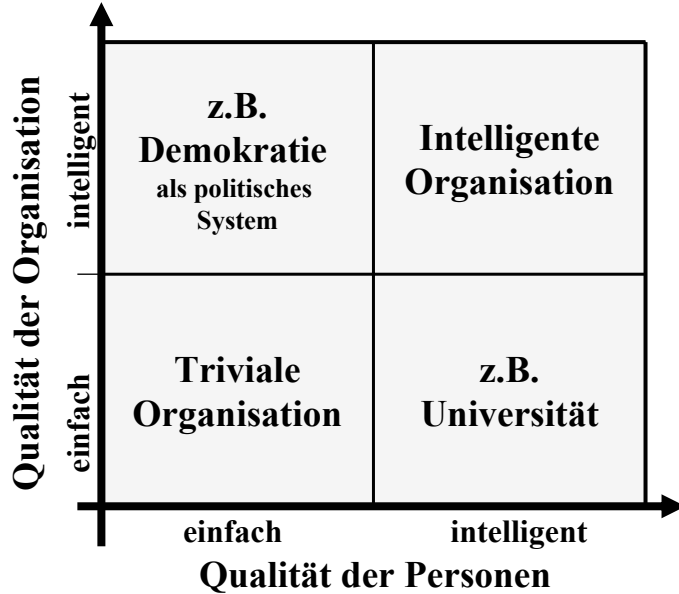 Qualität der Organisation
intelligent
einfach
z.B.
Demokratie
als politisches
System
Intelligente
Organisation
Triviale
Organisation
z.B.
Universität
einfach
intelligent
Qualität der Personen